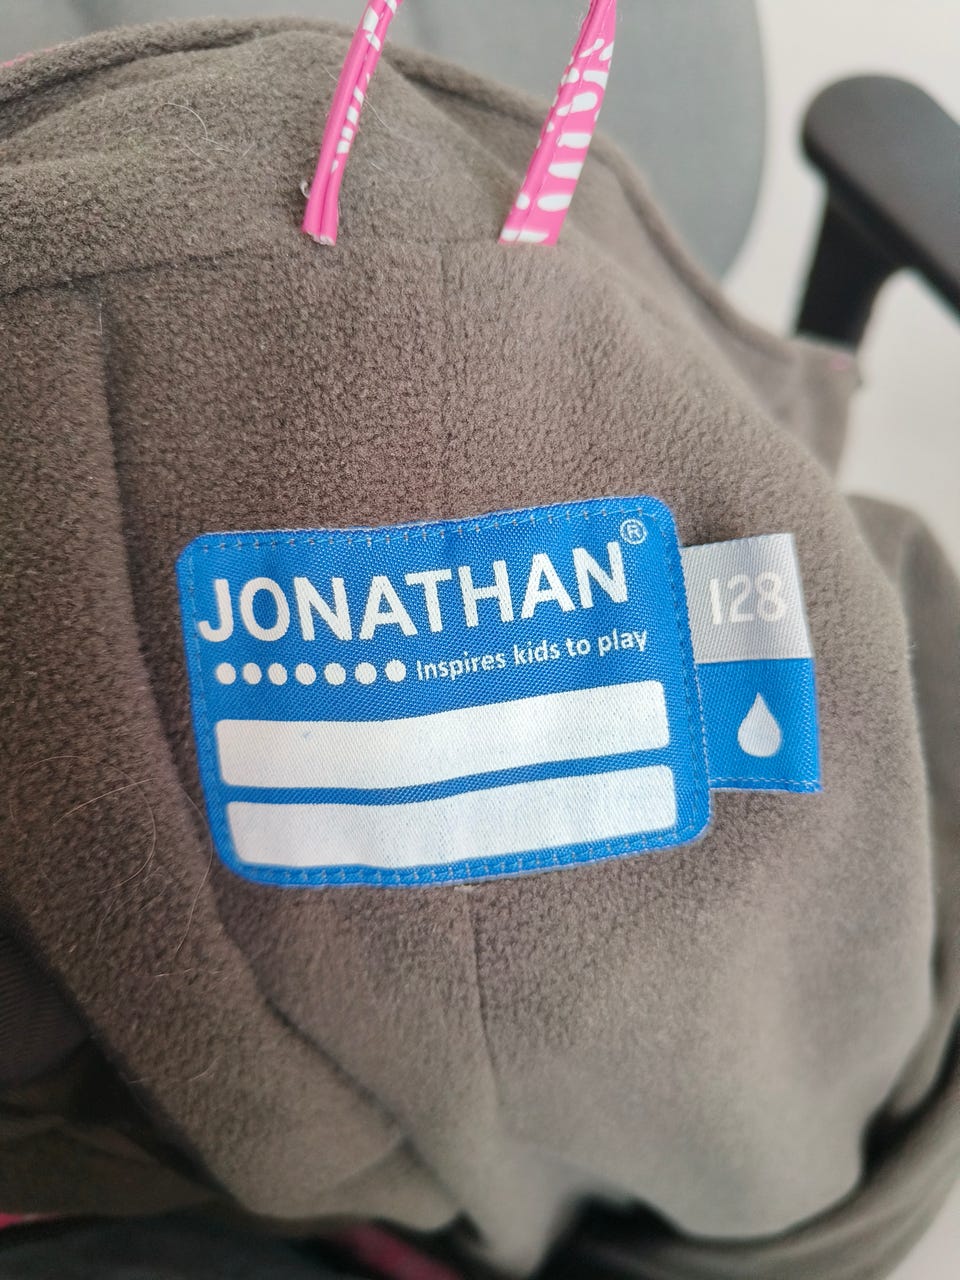 JONATHAN®
Inspires kids to play
128